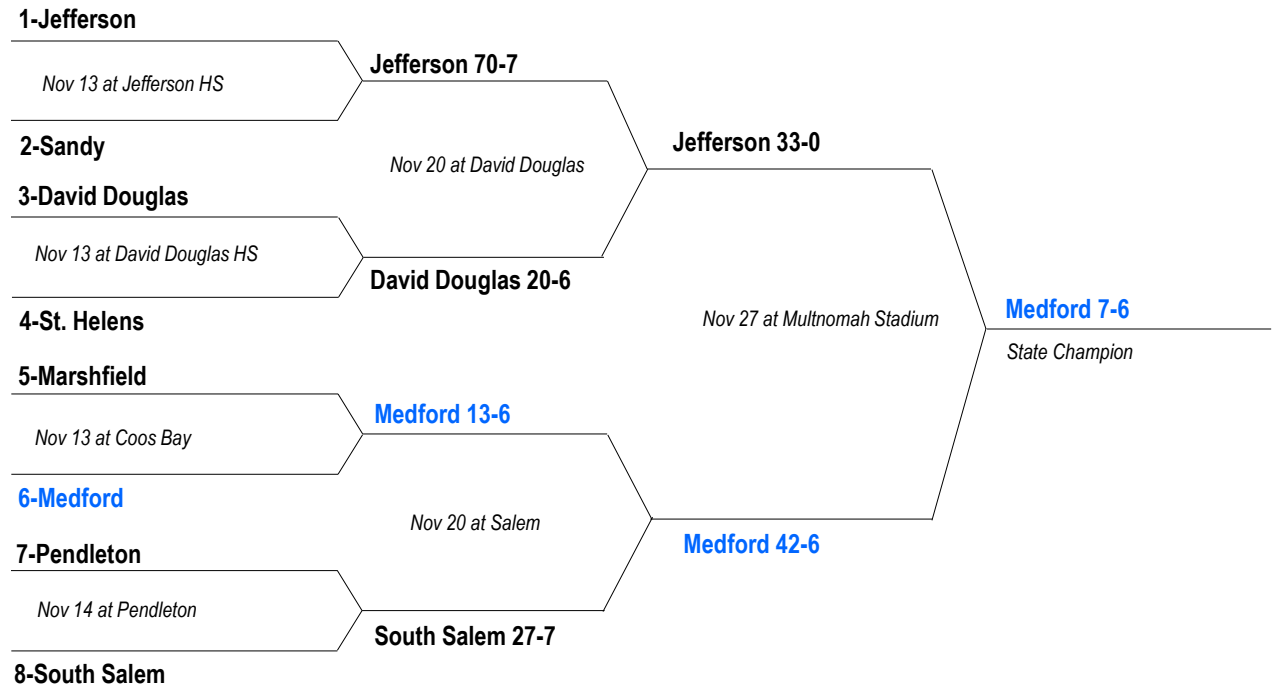 1-Jefferson
Nov 13 at Jefferson HS
Jefferson 70-7
2-Sandy
Nov 20 at David Douglas
Jefferson 33-0
3-David Douglas
Nov 13 at David Douglas HS
David Douglas 20-6
4-St. Helens
Nov 27 at Multnomah Stadium
Medford 7-6
State Champion
5-Marshfield
Nov 13 at Coos Bay
Medford 13-6
6-Medford
Nov 20 at Salem
Medford 42-6
7-Pendleton
Nov 14 at Pendleton
South Salem 27-7
8-South Salem